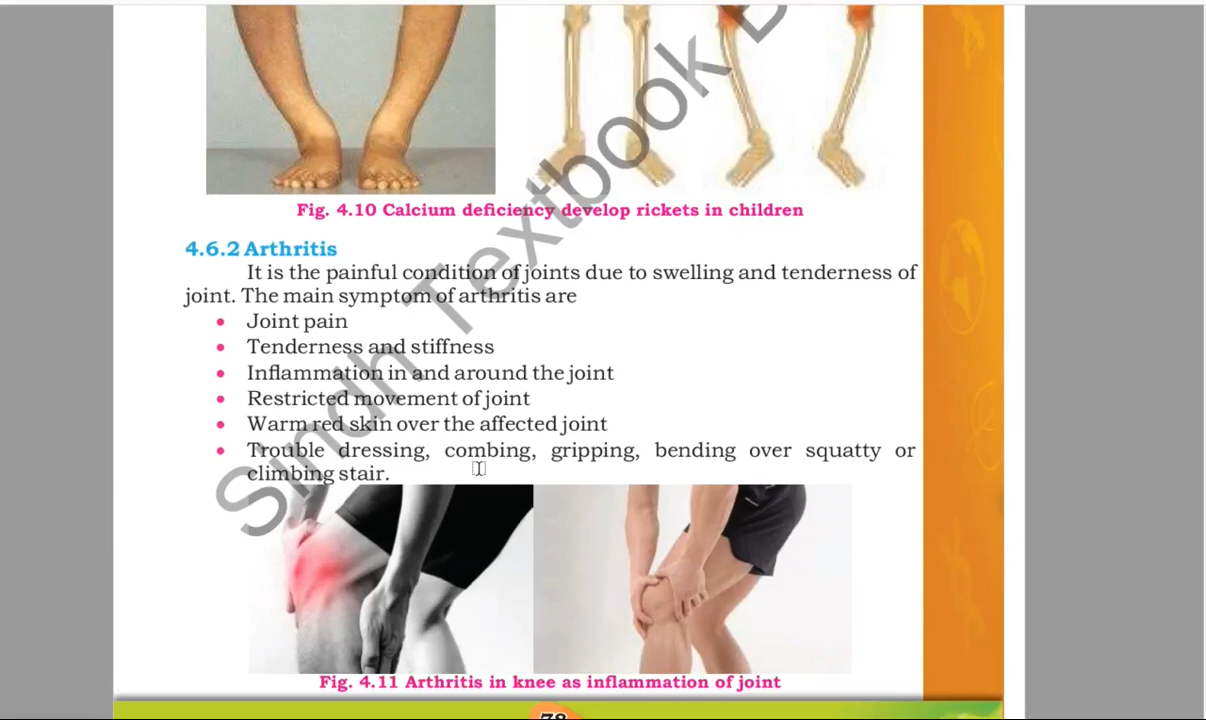 Fig. 4.10 Calcium deficiency develop rickets in children
4.6.2 Arthritis
It is the painful condition of joints due to swelling and tenderness of
joint. The main symptom of arthritis are
• Joint pain
• Tenderness and stiffness
• Inflammation in and around the joint
• Restricted movement of joint
• Warm red skin over the affected joint
• Trouble dressing, combing, gripping, bending over squatty or
climbing stair.
Fig. 4.11 Arthritis in knee as inflammation of joint
Sindh Textbook B